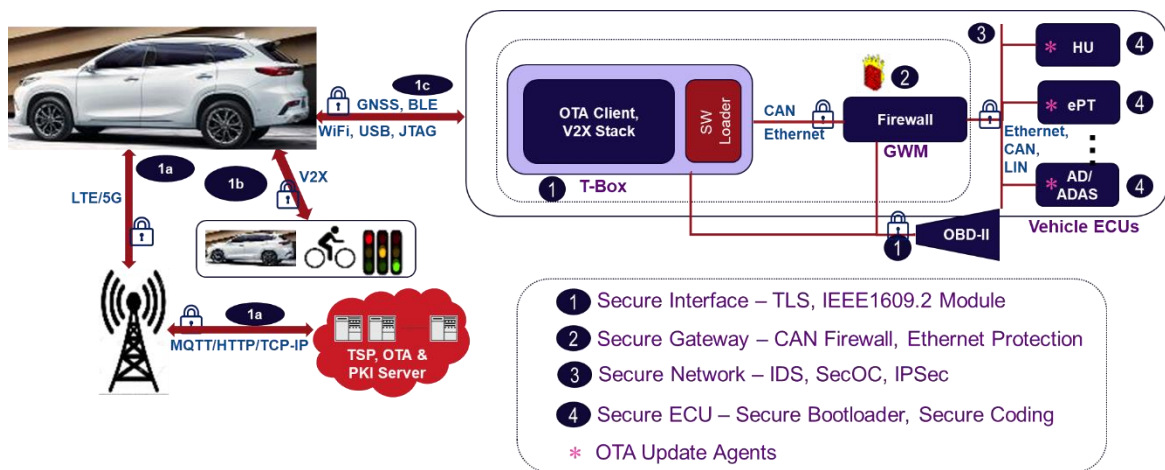 1c
GNSS, BLE
WiFi, USB, JTAG
1a
LTE/5G
1b
V2X
1a
MQTT/HTTP/TCP-IP
TSP, OTA &
PKI Server
OTA Client,
V2X Stack
SW
Loader
1
T-Box
CAN
Ethernet
2
Firewall
GWM
3
Ethernet,
CAN,
LIN
* HU
4
* ePT
4
* AD/
ADAS
4
Vehicle ECUs
1
OBD-II
1 Secure Interface – TLS, IEEE1609.2 Module
2 Secure Gateway – CAN Firewall, Ethernet Protection
3 Secure Network – IDS, SecOC, IPSec
4 Secure ECU – Secure Bootloader, Secure Coding
* OTA Update Agents